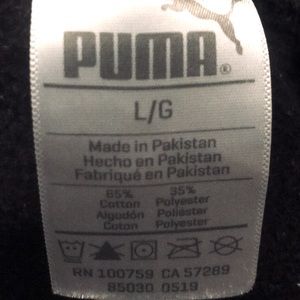 PUMA®
L/G
Made in Pakistan
Hecho en Pakistan
Fabriqué en Pakistan
65% 35%
Cotton Polyester
Algodón Poliéster
Coton Polyester
RN 100759 CA 57289
85030 0519